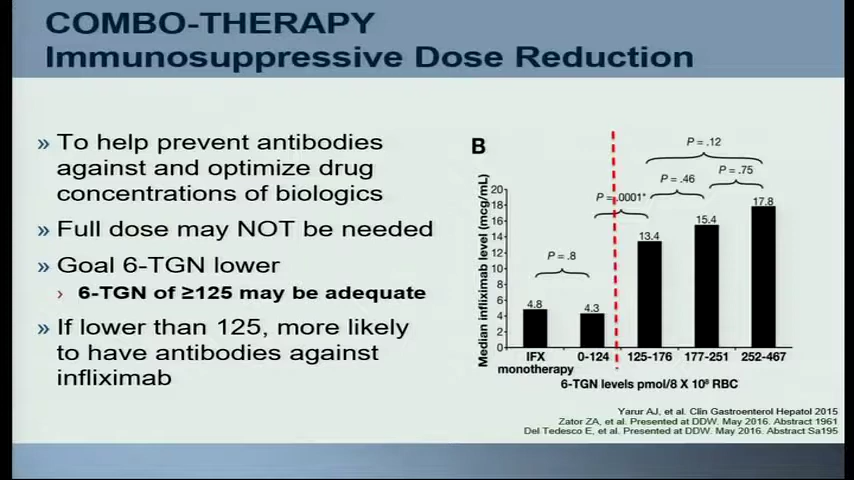 COMBO-THERAPY
Immunosuppressive Dose Reduction
» To help prevent antibodies
against and optimize drug
concentrations of biologics
» Full dose may NOT be needed
» Goal 6-TGN lower
› 6-TGN of ≥125 may be adequate
» If lower than 125, more likely
to have antibodies against
infliximab
B
P = .12
P = .46
P = .75
P = .0001*
P = .8
Median infliximab level (mcg/mL)
20
18
16
14
12
10
8
6
4
2
0
4.8
4.3
13.4
15.4
17.8
IFX
monotherapy
0-124
125-176
177-251
252-467
6-TGN levels pmol/8 X 10⁸ RBC
Yarur AJ, et al. Clin Gastroenterol Hepatol 2015
Zator ZA, et al. Presented at DDW. May 2016. Abstract 1961
Del Tedesco E, et al. Presented at DDW. May 2016. Abstract Sa195